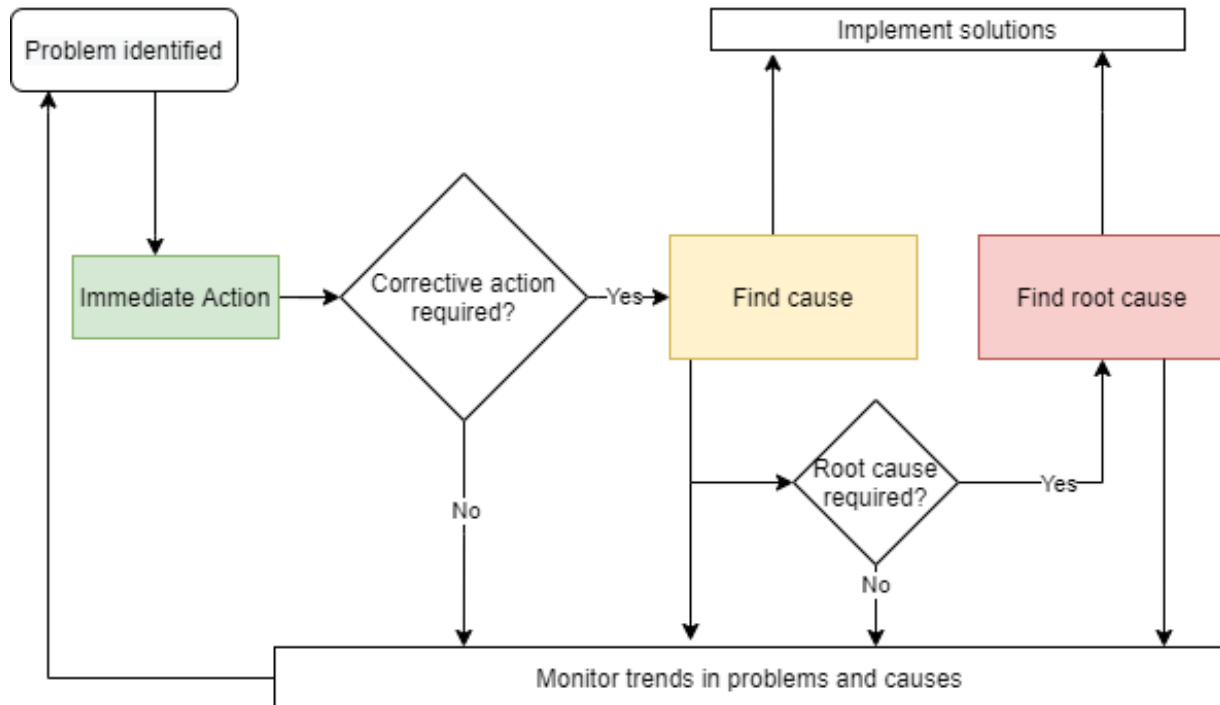 Problem identified
Implement solutions
Immediate Action
Corrective action
required?
Yes
Find cause
Find root cause
Root cause
required?
Yes
No
No
Monitor trends in problems and causes